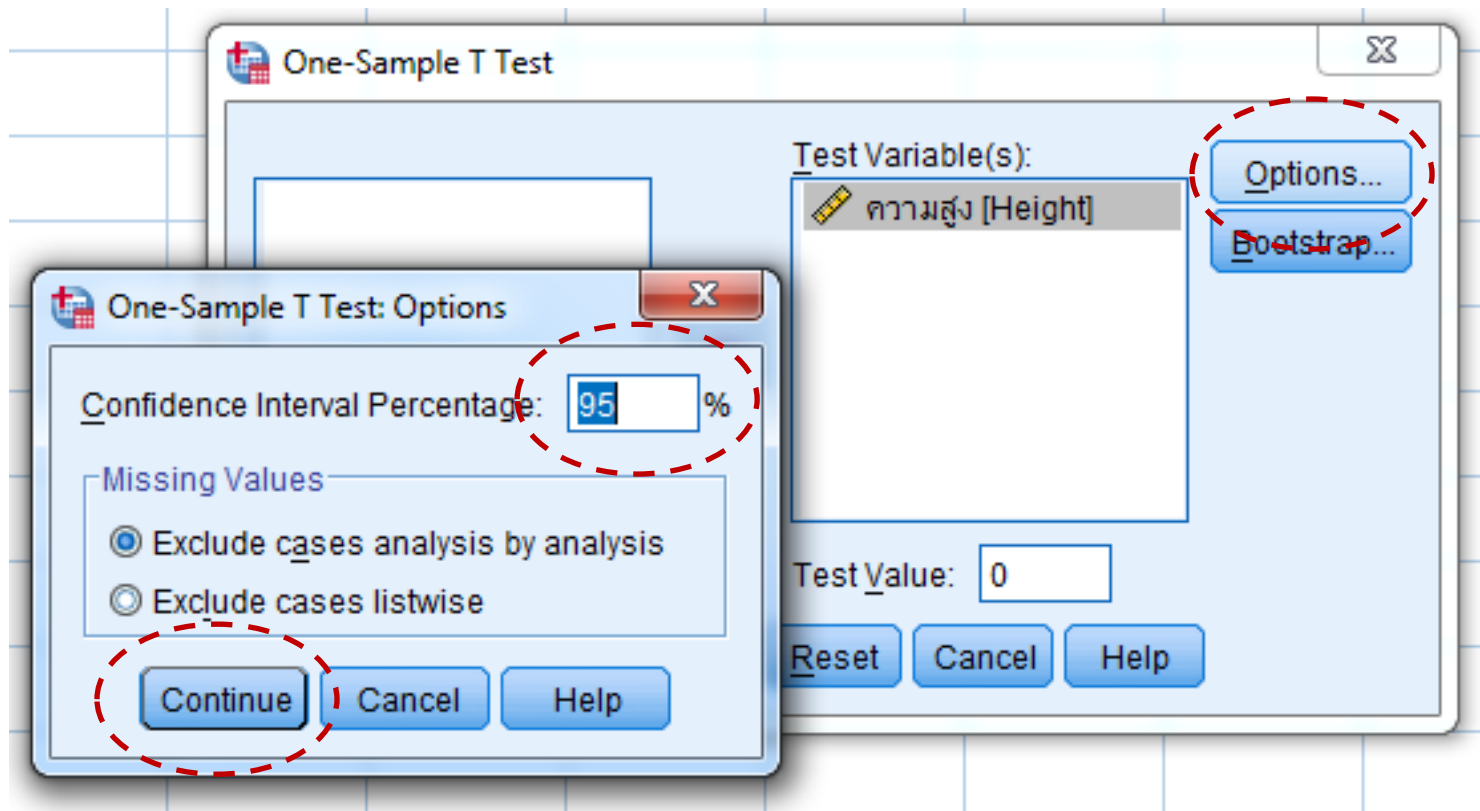 One-Sample T Test
Test Variable(s):
ความสูง [Height]
Options...
Bootstrap...
Test Value: 0
Reset Cancel Help
One-Sample T Test: Options
Confidence Interval Percentage: 95 %
Missing Values
Exclude cases analysis by analysis
Exclude cases listwise
Continue Cancel Help